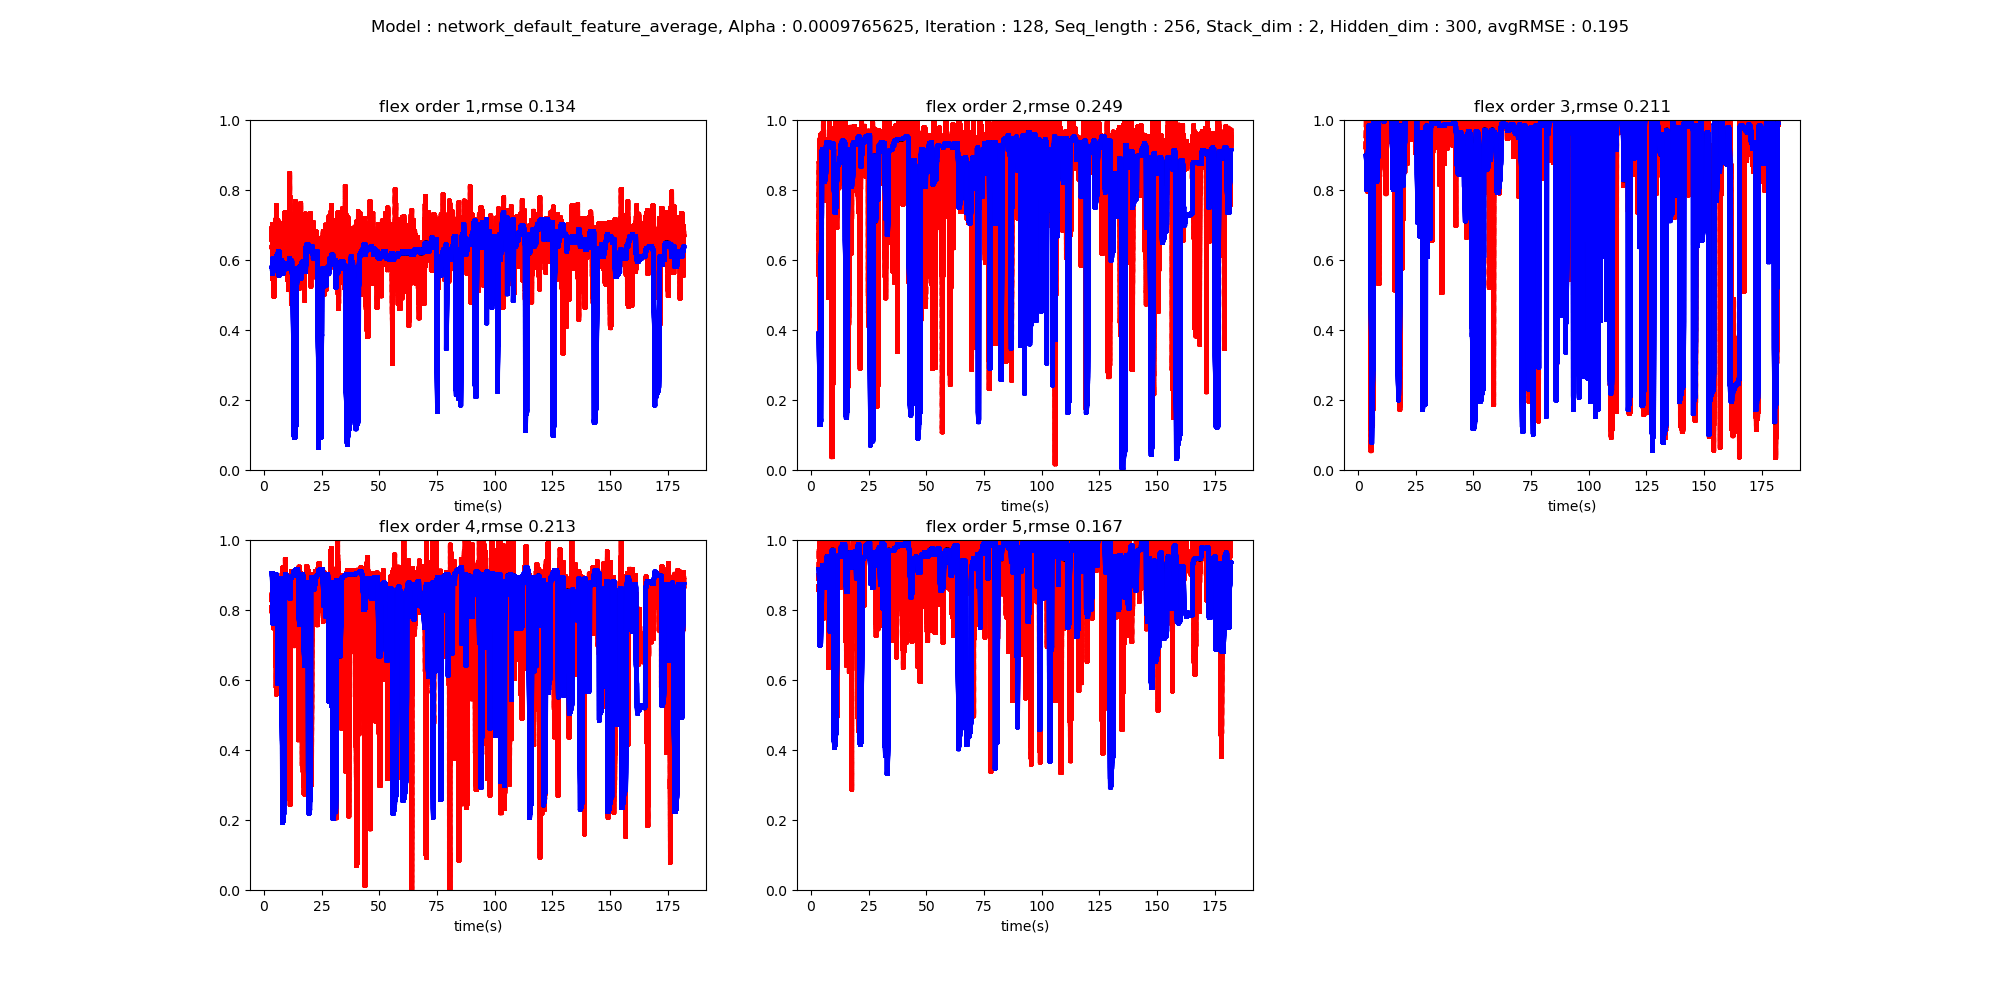 Model : network_default_feature_average, Alpha : 0.0009765625, Iteration : 128, Seq_length : 256, Stack_dim : 2, Hidden_dim : 300, avgRMSE : 0.195
flex order 1,rmse 0.134
1.0
0.8
0.6
0.4
0.2
0.0
0 25 50 75 100 125 150 175
time(s)
flex order 2,rmse 0.249
1.0
0.8
0.6
0.4
0.2
0.0
0 25 50 75 100 125 150 175
time(s)
flex order 3,rmse 0.211
1.0
0.8
0.6
0.4
0.2
0.0
0 25 50 75 100 125 150 175
time(s)
flex order 4,rmse 0.213
1.0
0.8
0.6
0.4
0.2
0.0
0 25 50 75 100 125 150 175
time(s)
flex order 5,rmse 0.167
1.0
0.8
0.6
0.4
0.2
0.0
0 25 50 75 100 125 150 175
time(s)